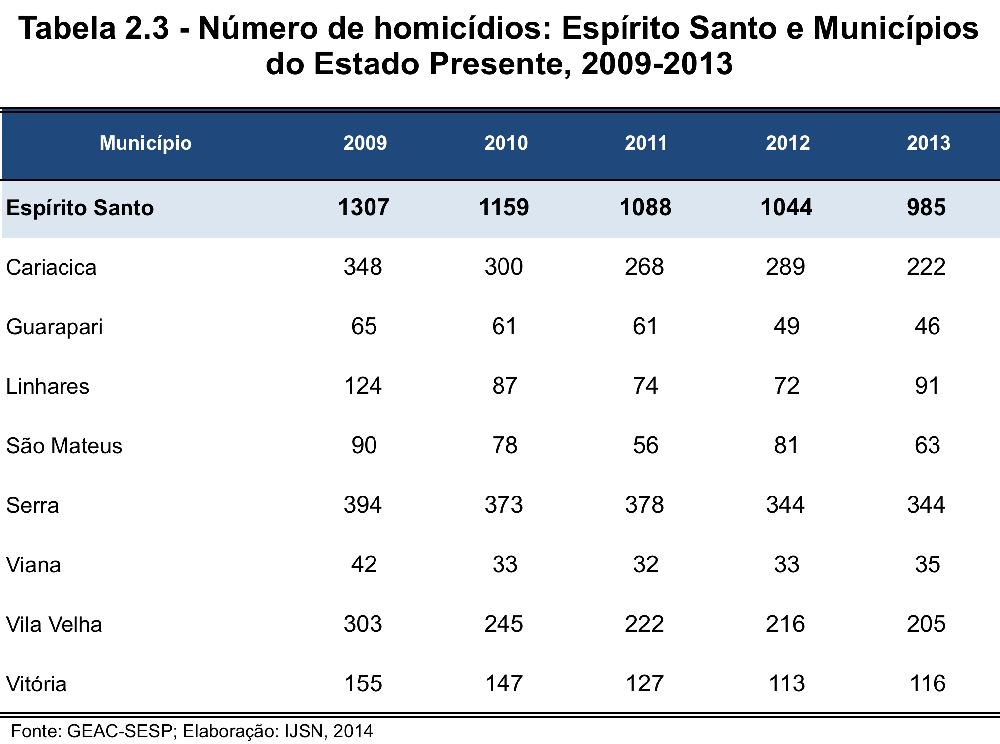 Tabela 2.3 - Número de homicídios: Espírito Santo e Municípios
do Estado Presente, 2009-2013
Município 2009 2010 2011 2012 2013
Espírito Santo 1307 1159 1088 1044 985
Cariacica 348 300 268 289 222
Guarapari 65 61 61 49 46
Linhares 124 87 74 72 91
São Mateus 90 78 56 81 63
Serra 394 373 378 344 344
Viana 42 33 32 33 35
Vila Velha 303 245 222 216 205
Vitória 155 147 127 113 116
Fonte: GEAC-SESP; Elaboração: IJSN, 2014